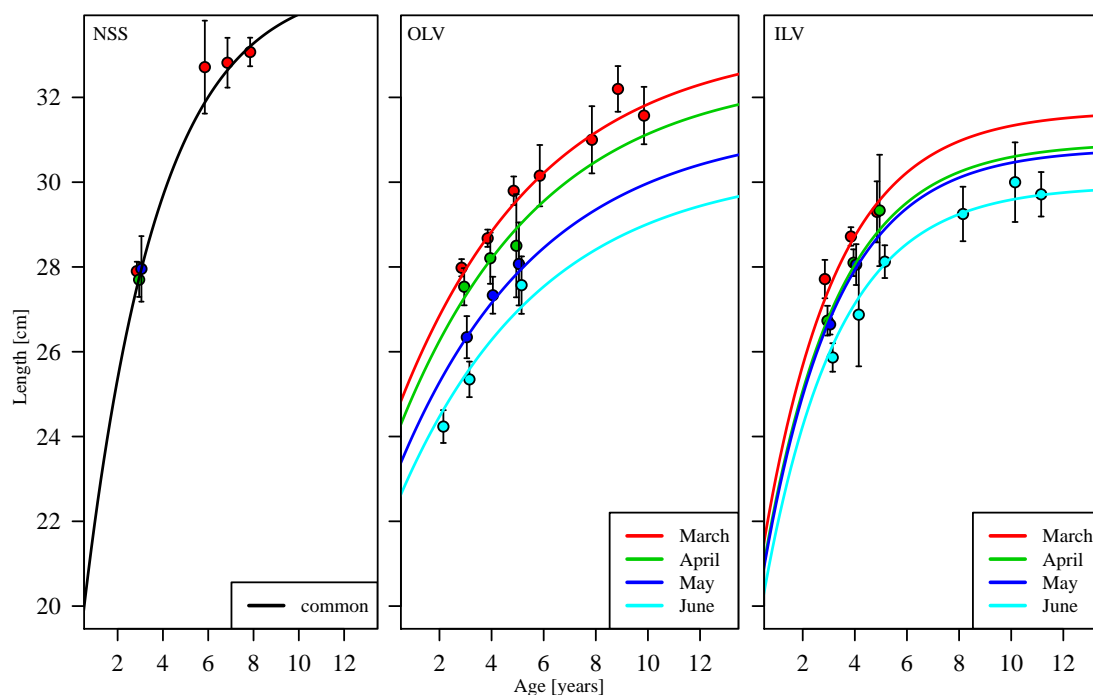 NSS
OLV
ILV
Length [cm]
32
30
28
26
24
22
20
common
March
April
May
June
March
April
May
June
2 4 6 8 10 12
2 4 6 8 10 12
2 4 6 8 10 12
Age [years]